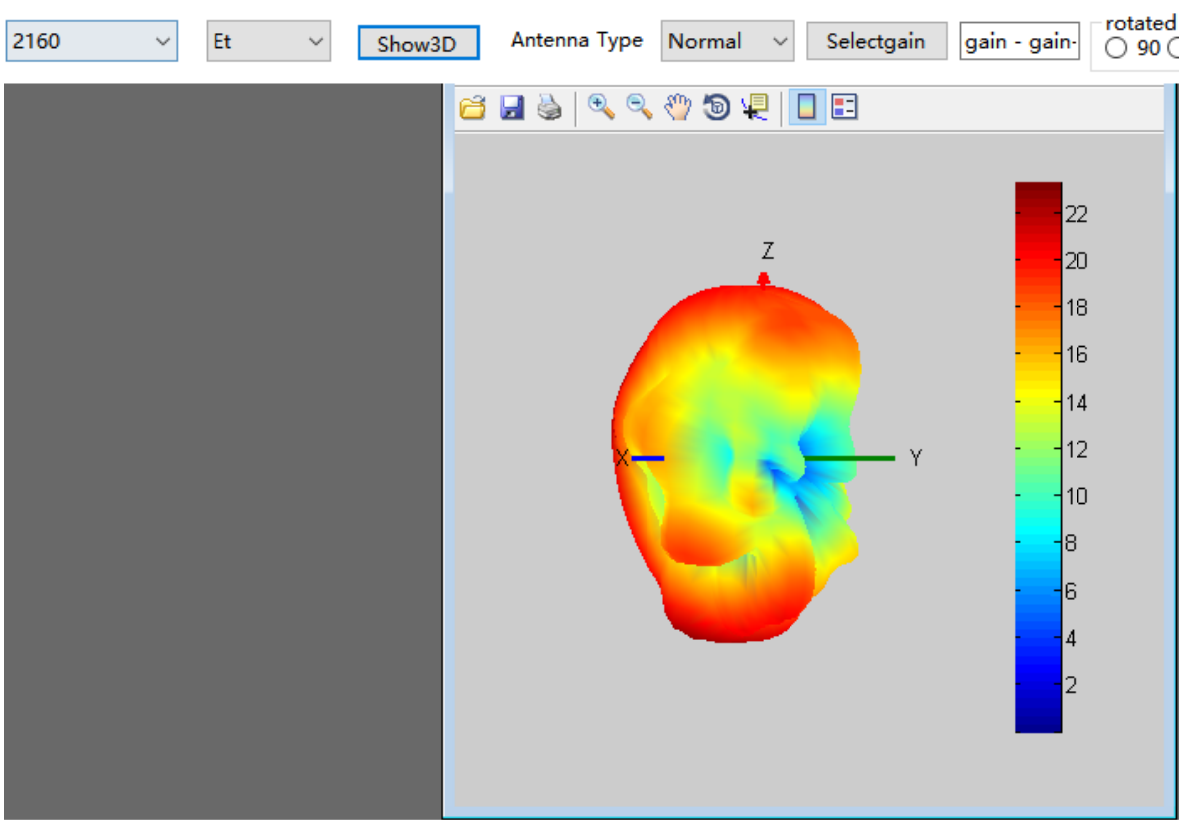 2160
Et
Show3D
Antenna Type
Normal
Selectgain
gain - gain-
rotated
90
Z
X
Y
22
20
18
16
14
12
10
8
6
4
2